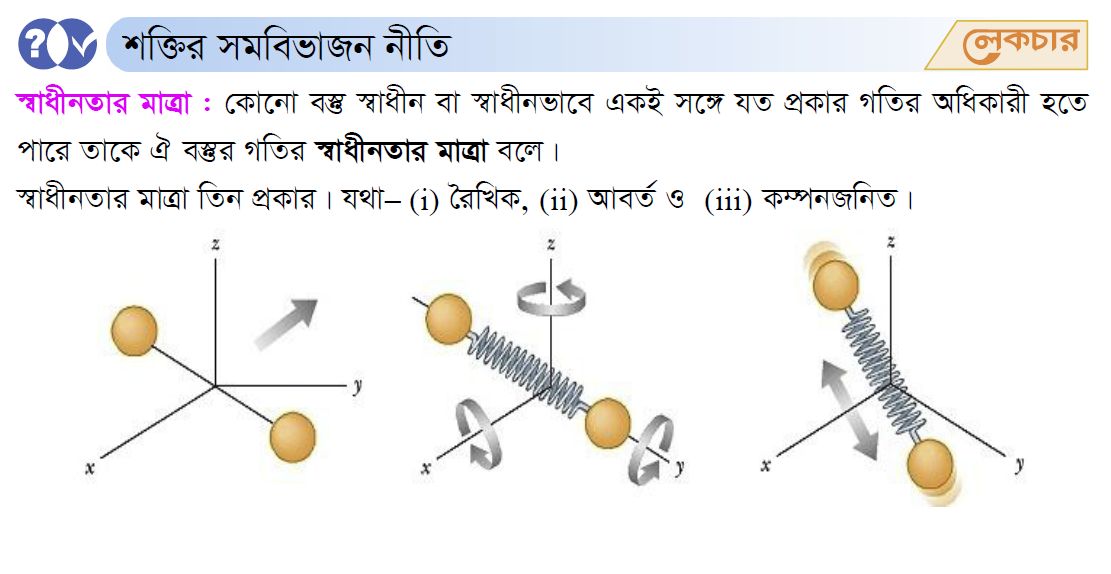 শক্তির সমবিভাজন নীতি
লেকচার
স্বাধীনতার মাত্রা : কোনো বস্তু স্বাধীন বা স্বাধীনভাবে একই সঙ্গে যত প্রকার গতির অধিকারী হতে
পারে তাকে ঐ বস্তুর গতির স্বাধীনতার মাত্রা বলে।
স্বাধীনতার মাত্রা তিন প্রকার। যথা– (i) রৈখিক, (ii) আবর্ত ও (iii) কম্পনজনিত।
z
y
x
z
x
y
z
x
y